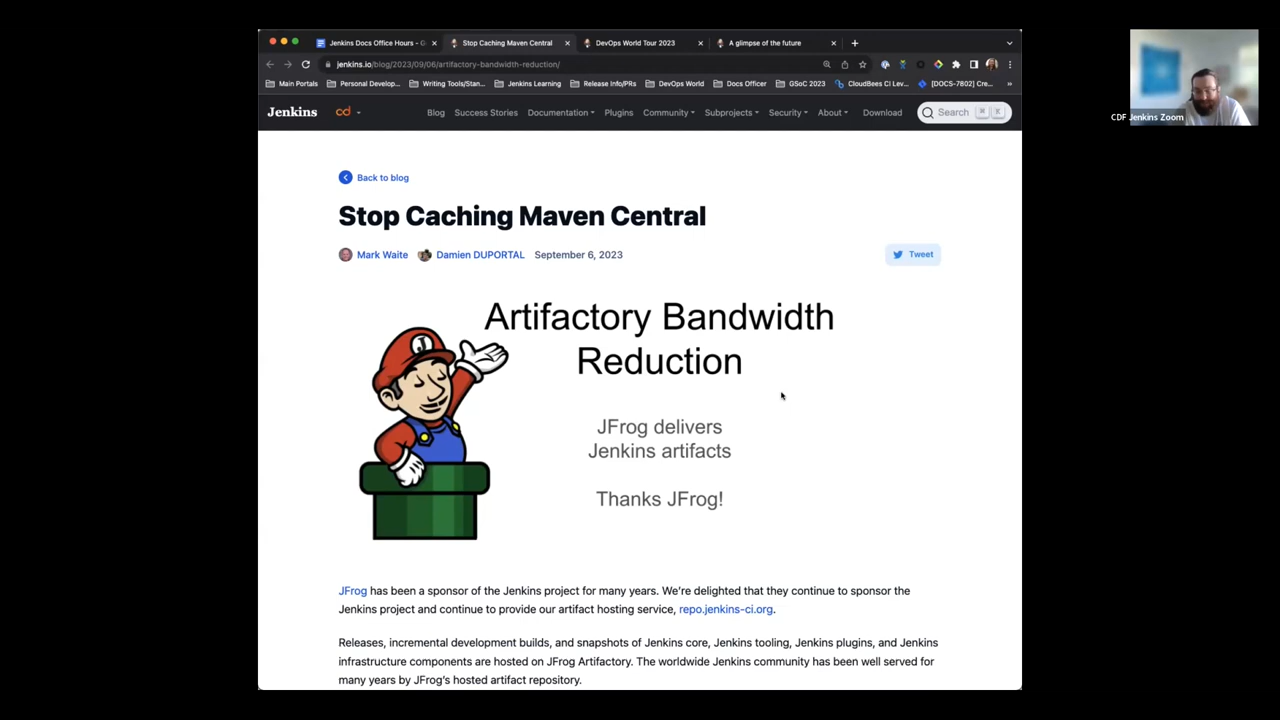 Jenkins Docs Office Hours - G
Stop Caching Maven Central
DevOps World Tour 2023
A glimpse of the future
jenkins.io/blog/2023/09/06/artifactory-bandwidth-reduction/
Main Portals
Personal Develop...
Writing Tools/Stan...
Jenkins Learning
Release Info/PRs
DevOps World
Docs Officer
GSoC 2023
CloudBees CI Lev...
[DOCS-7802] Cre...
Jenkins
cd
Blog
Success Stories
Documentation
Plugins
Community
Subprojects
Security
About
Download
Search
⌘
K
CDF Jenkins Zoom
Back to blog
Stop Caching Maven Central
Mark Waite
Damien DUPORTAL
September 6, 2023
Tweet
Artifactory Bandwidth
Reduction
J
JFrog delivers
Jenkins artifacts
Thanks JFrog!
JFrog has been a sponsor of the Jenkins project for many years. We're delighted that they continue to sponsor the
Jenkins project and continue to provide our artifact hosting service, repo.jenkins-ci.org.
Releases, incremental development builds, and snapshots of Jenkins core, Jenkins tooling, Jenkins plugins, and Jenkins
infrastructure components are hosted on JFrog Artifactory. The worldwide Jenkins community has been well served for
many years by JFrog's hosted artifact repository.